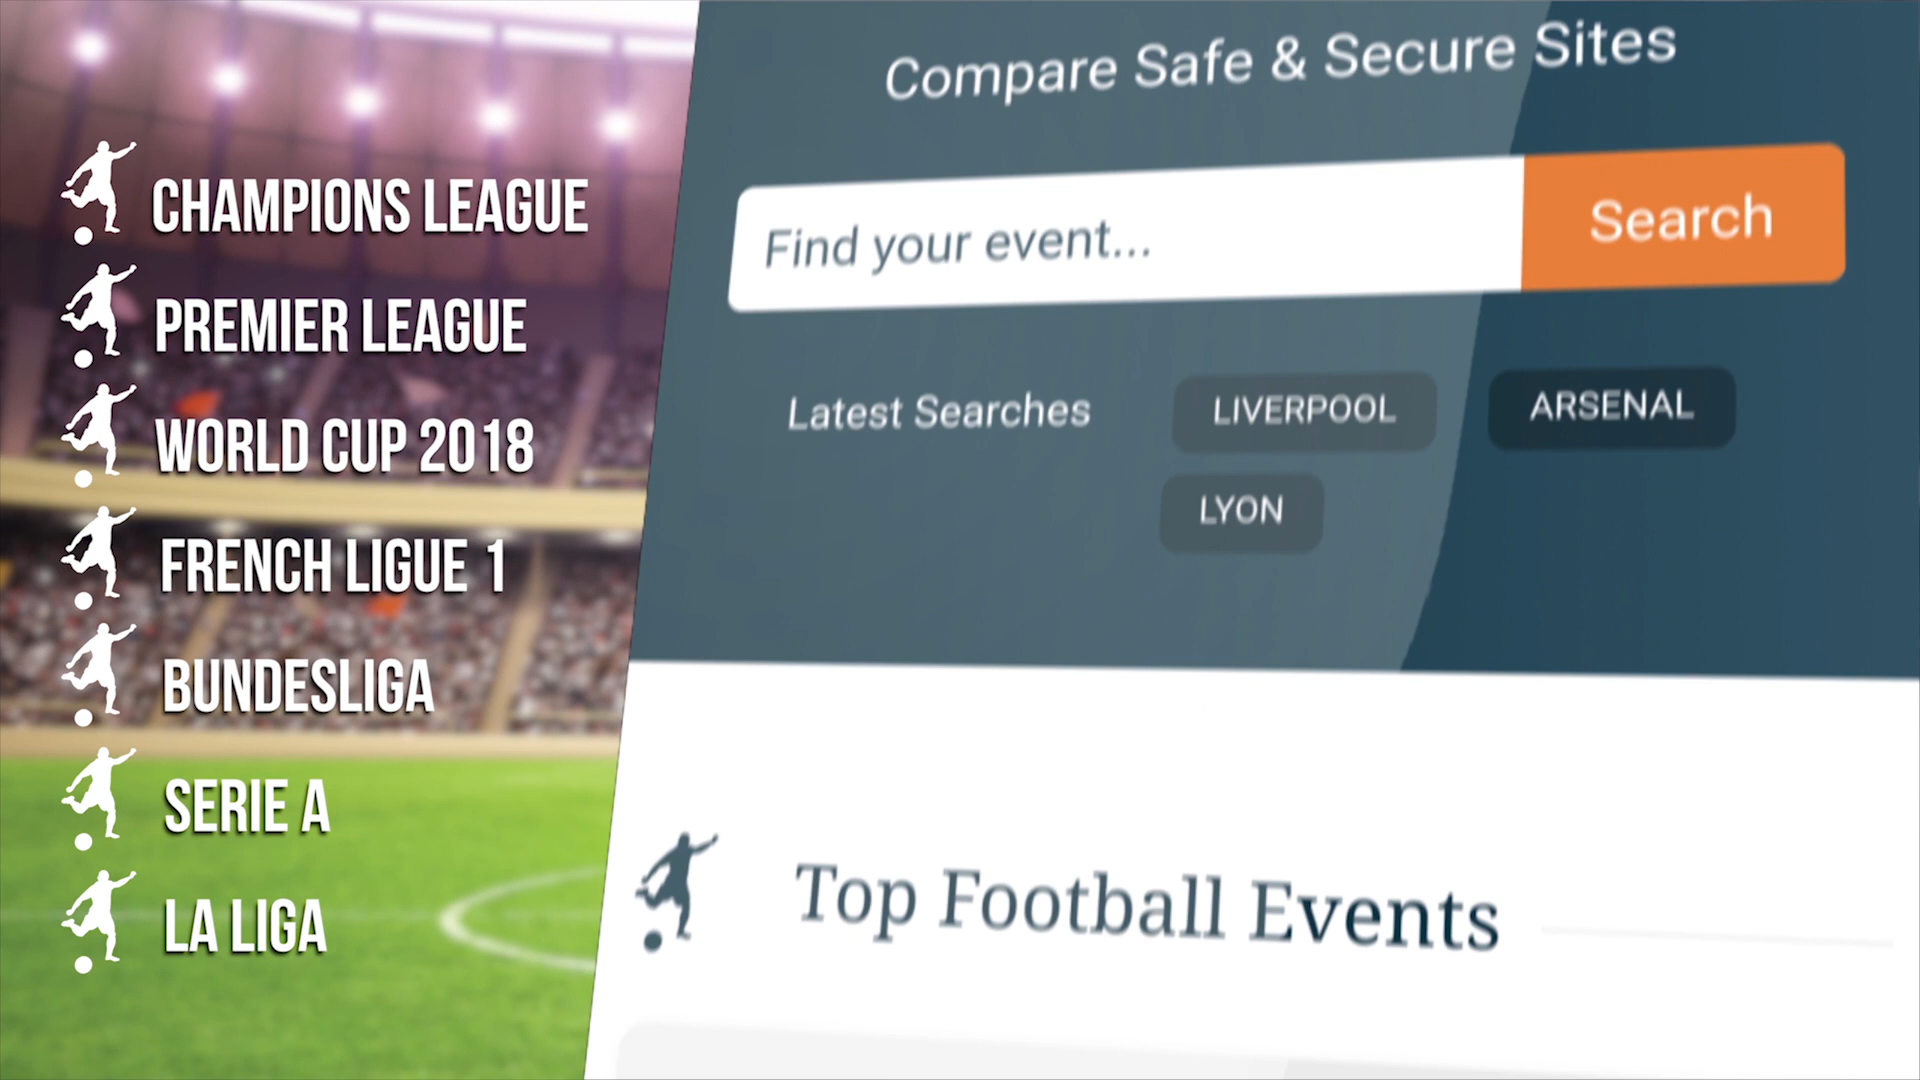 CHAMPIONS LEAGUE
PREMIER LEAGUE
WORLD CUP 2018
FRENCH LIGUE 1
BUNDESLIGA
SERIE A
LA LIGA
Compare Safe & Secure Sites
Find your event...
Search
Latest Searches
LIVERPOOL
ARSENAL
LYON
Top Football Events